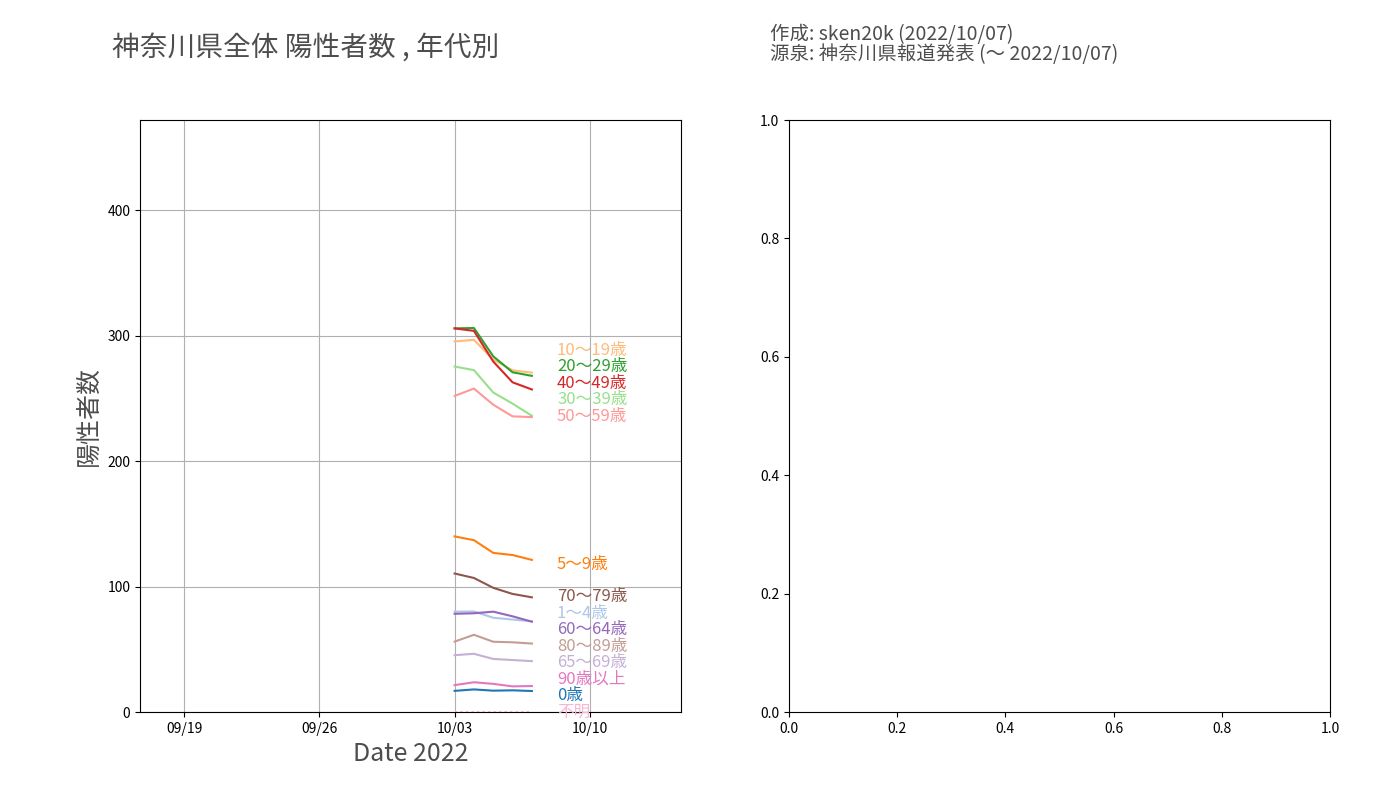 神奈川県全体 陽性者数 , 年代別
作成: sken20k (2022/10/07)
源泉: 神奈川県報道発表 (〜 2022/10/07)
陽性者数
400
300
200
100
0
10〜19歳
20〜29歳
40〜49歳
30〜39歳
50〜59歳
5〜9歳
70〜79歳
1〜4歳
60〜64歳
80〜89歳
65〜69歳
90歳以上
0歳
不明
09/19
09/26
10/03
10/10
Date 2022
1.0
0.8
0.6
0.4
0.2
0.0
0.0
0.2
0.4
0.6
0.8
1.0